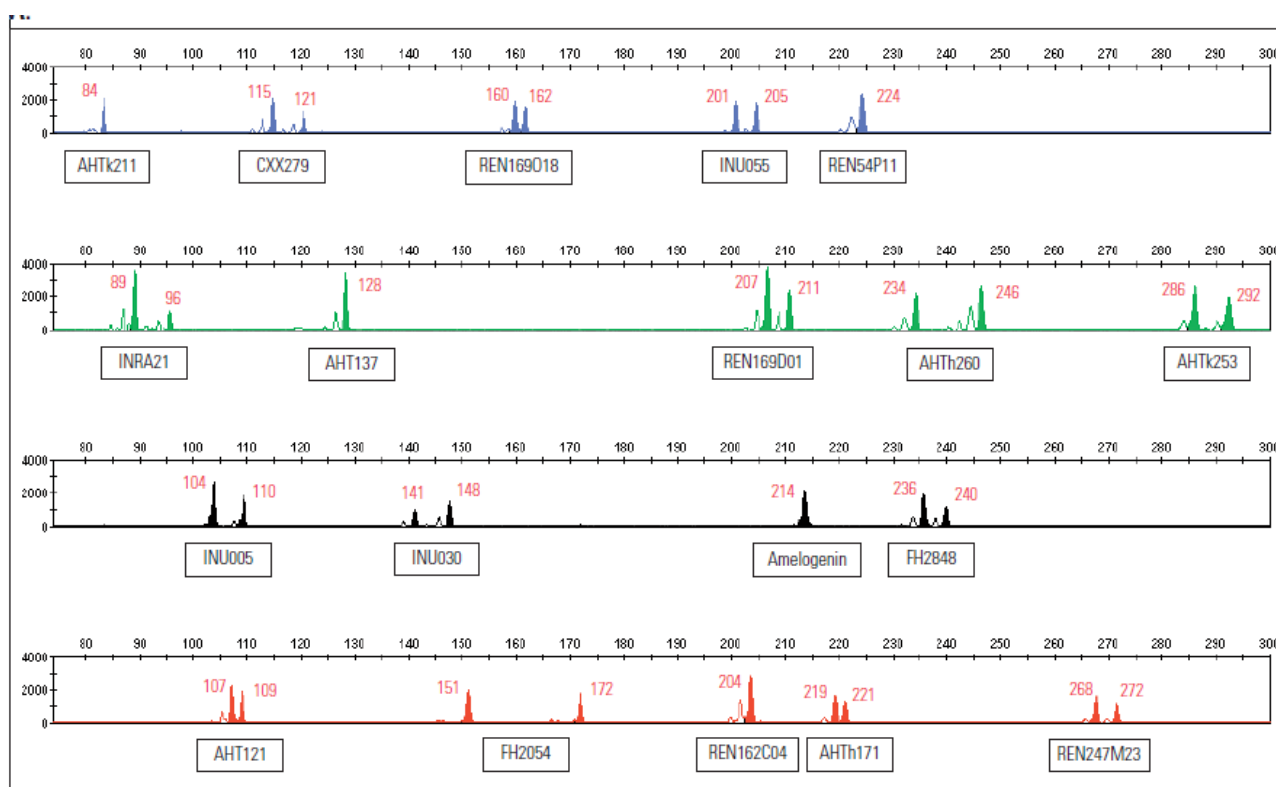 80 90 100 110 120 130 140 150 160 170 180 190 200 210 220 230 240 250 260 270 280 290 300
4000
2000
0
84 115 121 160 162 201 205 224
AHTk211 CXX279 REN169O18 INU055 REN54P11
80 90 100 110 120 130 140 150 160 170 180 190 200 210 220 230 240 250 260 270 280 290 300
4000
2000
0
89 96 128 207 211 234 246 286 292
INRA21 AHT137 REN169D01 AHTh260 AHTk253
80 90 100 110 120 130 140 150 160 170 180 190 200 210 220 230 240 250 260 270 280 290 300
4000
2000
0
104 110 141 148 214 236 240
INU005 INU030 Amelogenin FH2848
80 90 100 110 120 130 140 150 160 170 180 190 200 210 220 230 240 250 260 270 280 290 300
4000
2000
0
107 109 151 172 204 219 221 268 272
AHT121 FH2054 REN162C04 AHTh171 REN247M23